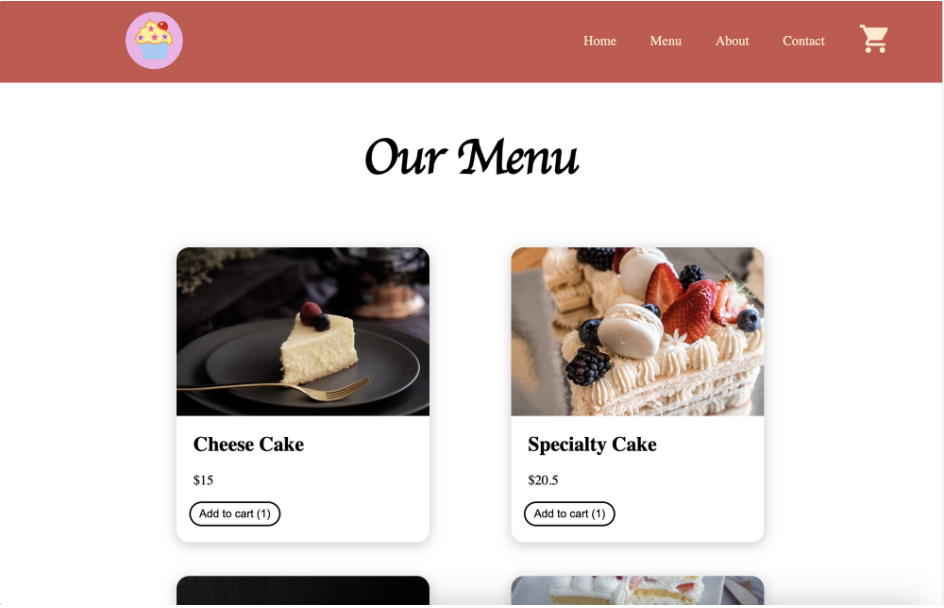 Home Menu About Contact
Our Menu
Cheese Cake
$15
Add to cart (1)
Specialty Cake
$20.5
Add to cart (1)